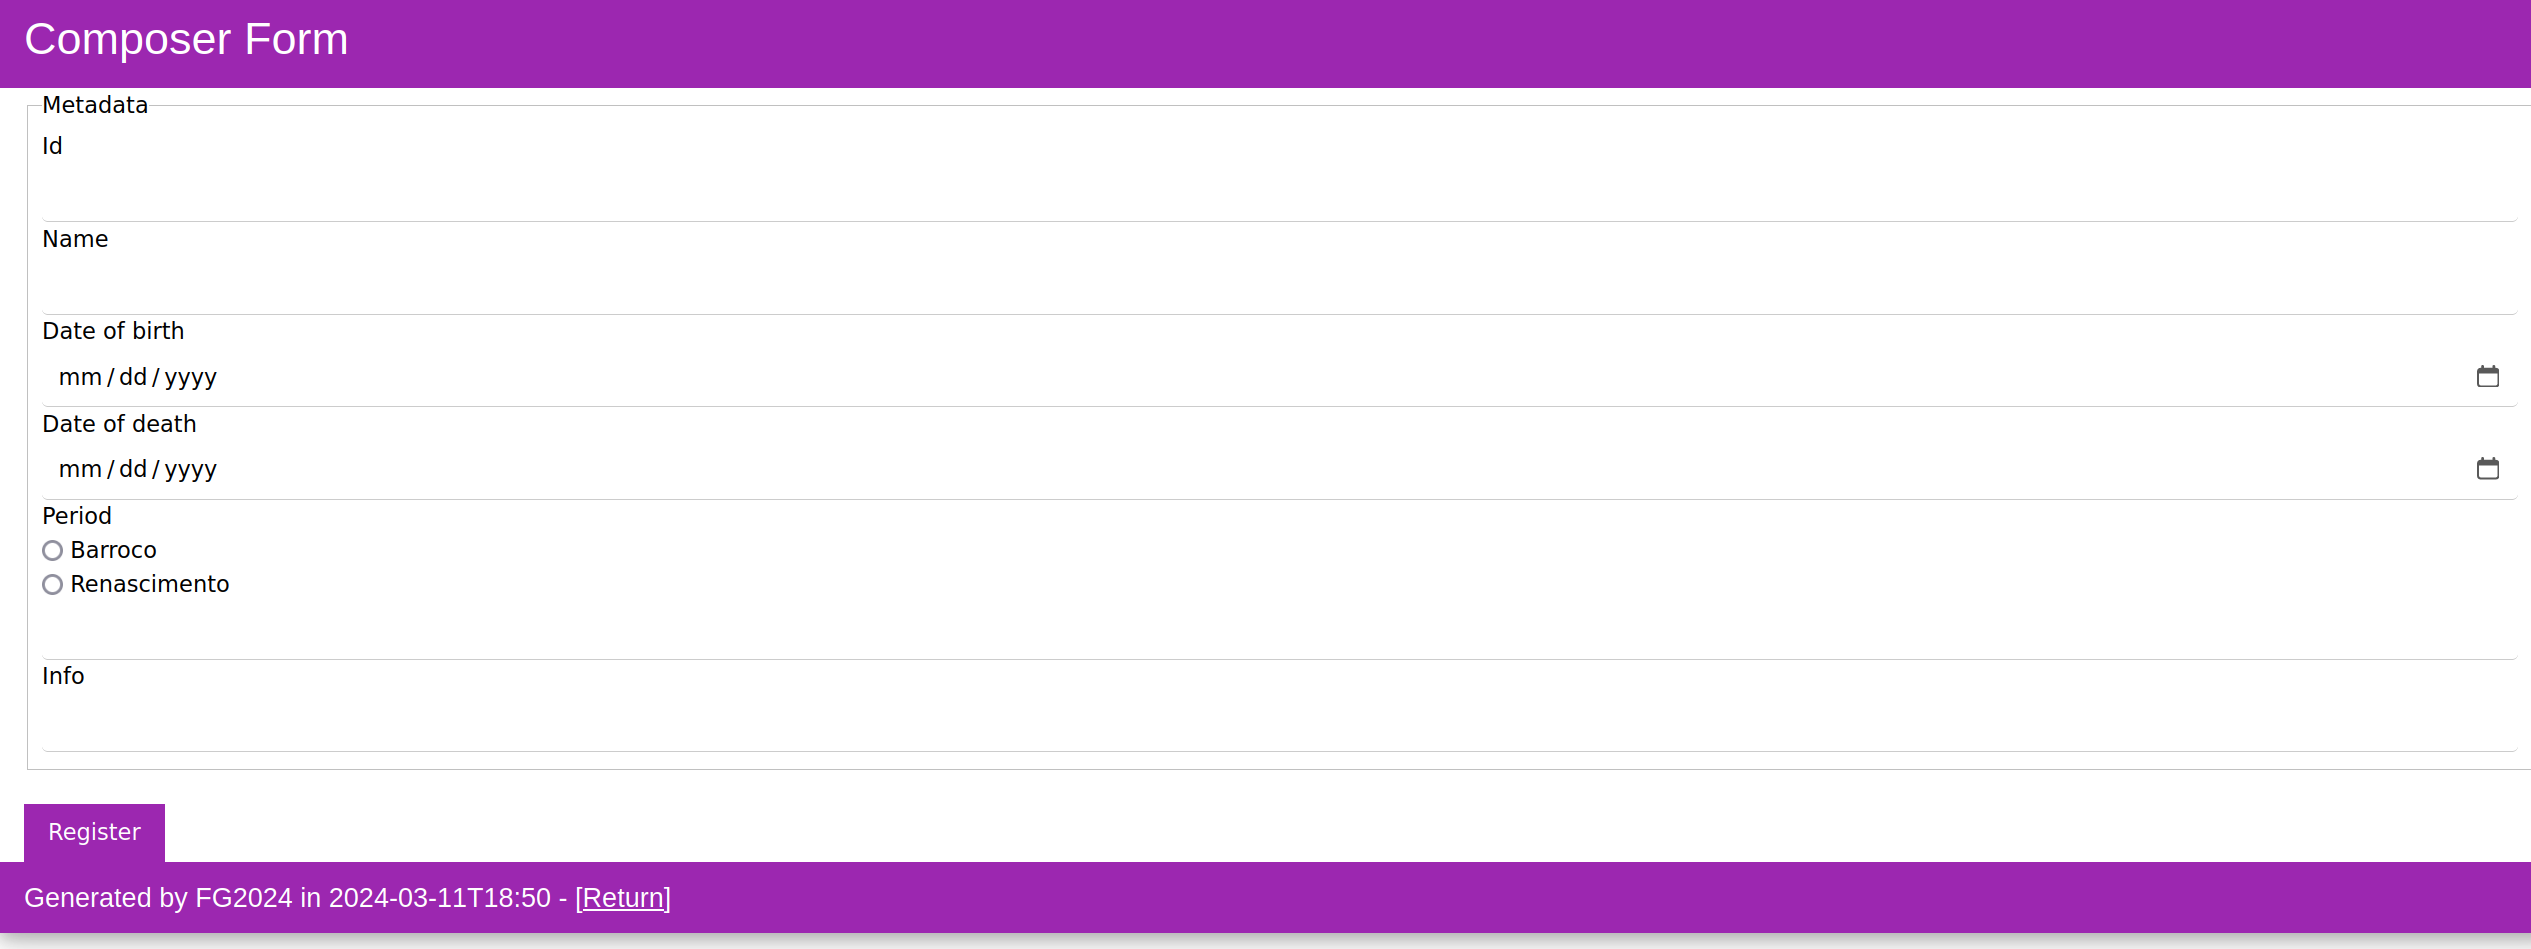 Composer Form
Metadata
Id
Name
Date of birth
mm / dd / yyyy
Date of death
mm / dd / yyyy
Period
Barroco
Renascimento
Info
Register
Generated by FG2024 in 2024-03-11T18:50 - [Return]